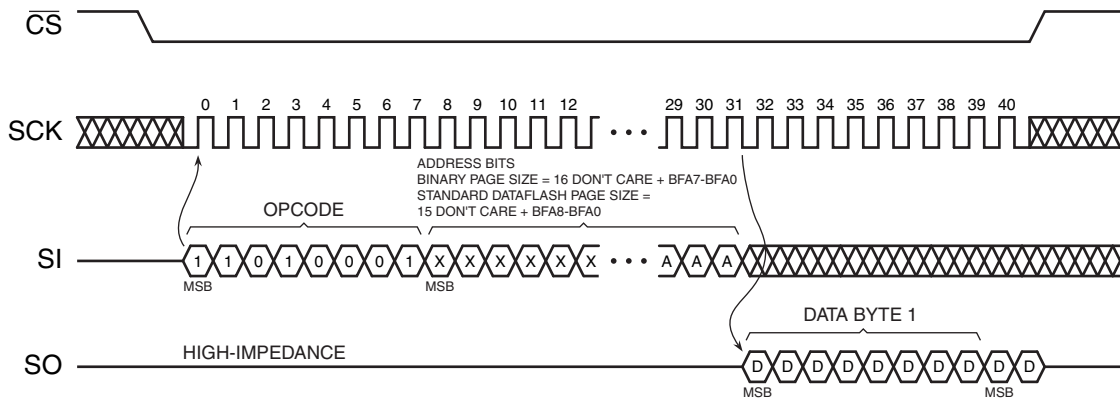 CS
0 1 2 3 4 5 6 7 8 9 10 11 12 29 30 31 32 33 34 35 36 37 38 39 40
SCK
ADDRESS BITS
BINARY PAGE SIZE = 16 DON'T CARE + BFA7-BFA0
STANDARD DATAFLASH PAGE SIZE =
15 DON'T CARE + BFA8-BFA0
OPCODE
SI 1 1 0 1 0 0 0 1 X X X X X X • • • A A A
MSB MSB
DATA BYTE 1
HIGH-IMPEDANCE
SO D D D D D D D D D D
MSB MSB